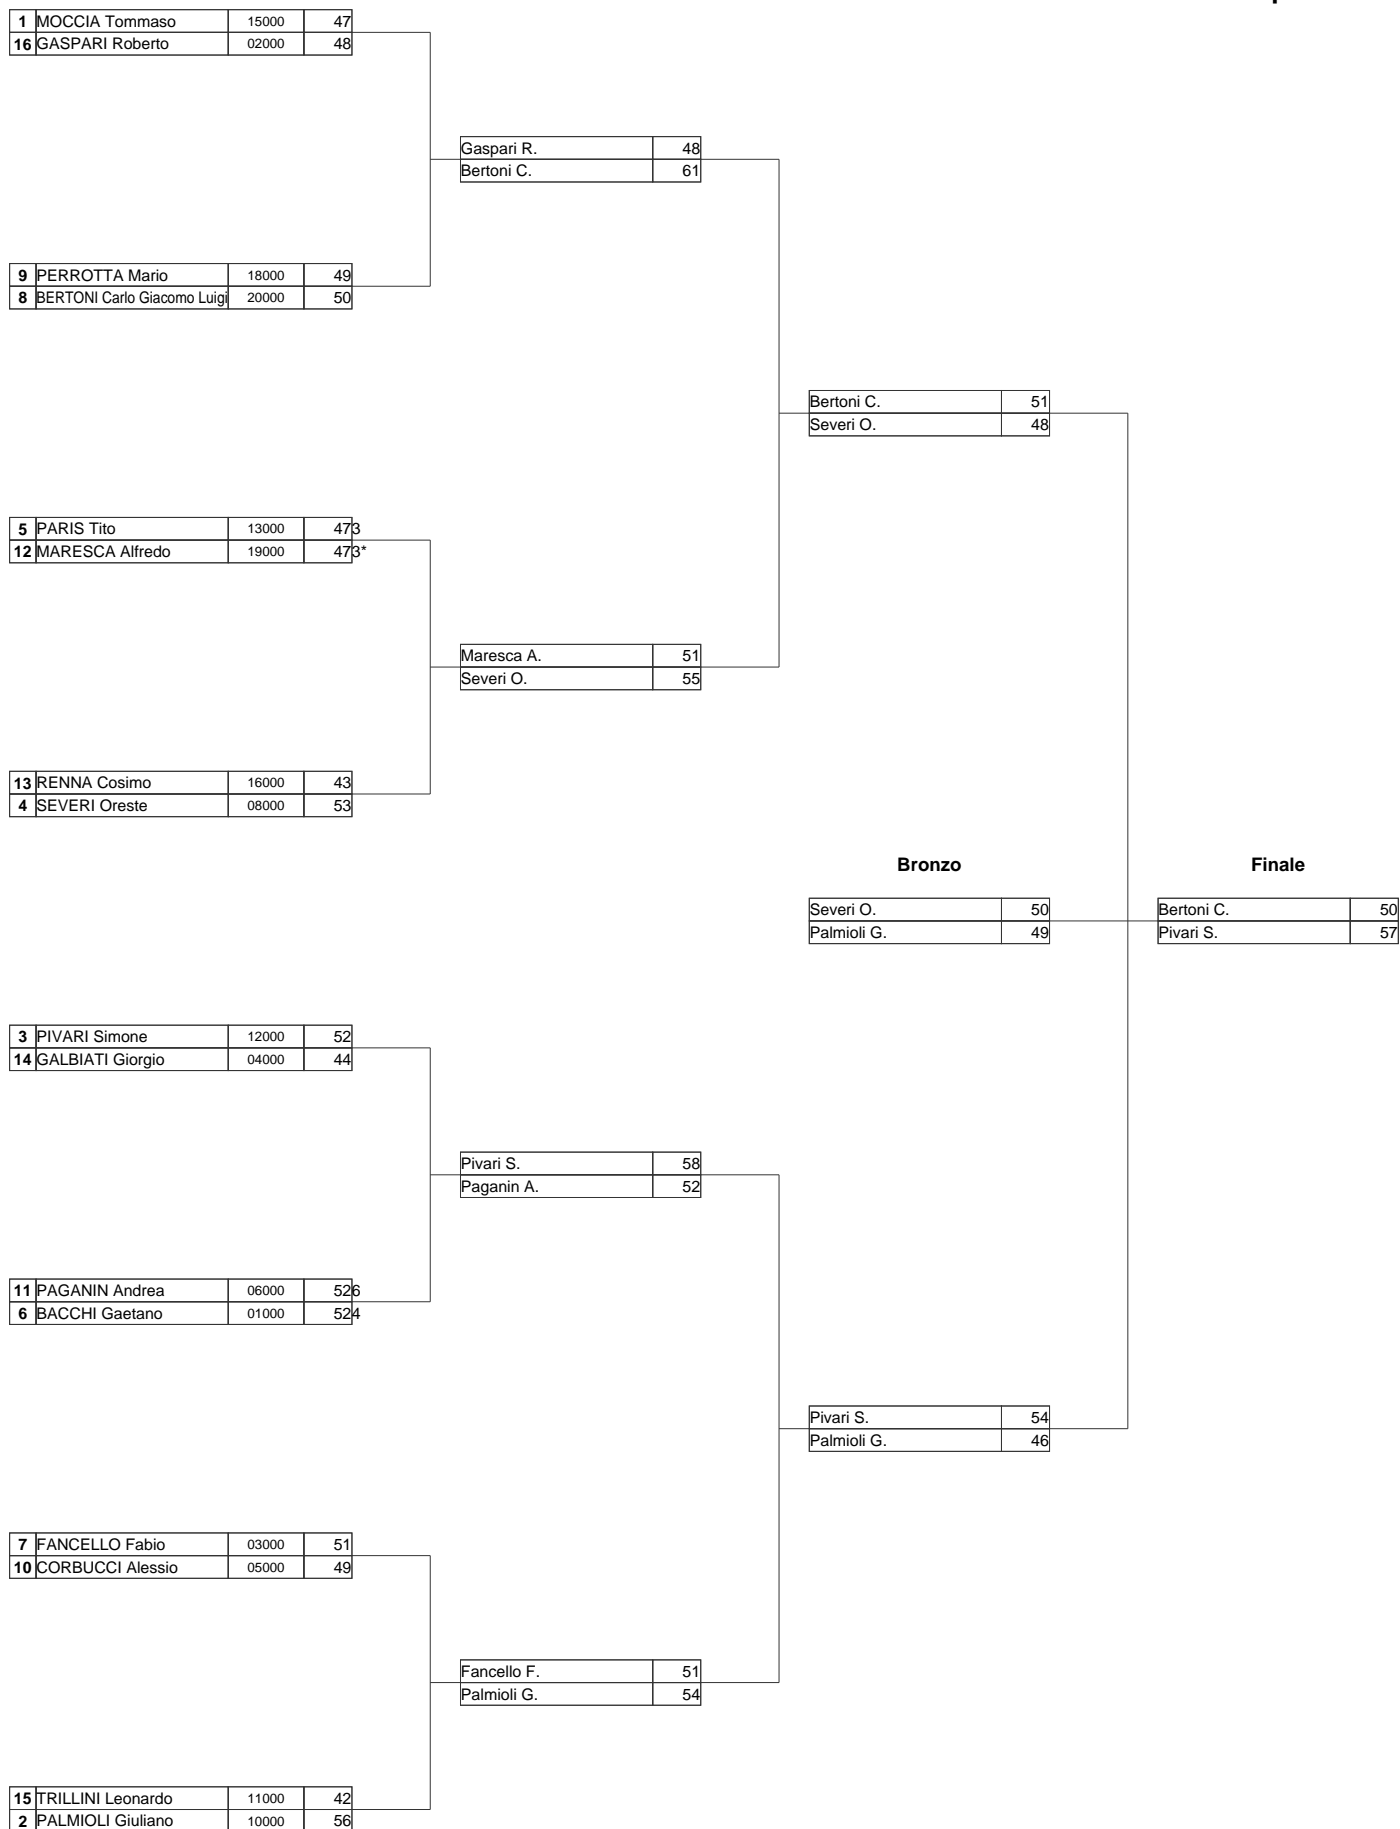 1 MOCCIA Tommaso 15000 47
16 GASPARI Roberto 02000 48
Gaspari R. 48
Bertoni C. 61
9 PERROTTA Mario 18000 49
8 BERTONI Carlo Giacomo Luigi 20000 50
Bertoni C. 51
Severi O. 48
5 PARIS Tito 13000 473
12 MARESCA Alfredo 19000 473*
Maresca A. 51
Severi O. 55
13 RENNA Cosimo 16000 43
4 SEVERI Oreste 08000 53
Bronzo Finale
Severi O. 50 Bertoni C. 50
Palmioli G. 49 Pivari S. 57
3 PIVARI Simone 12000 52
14 GALBIATI Giorgio 04000 44
Pivari S. 58
Paganin A. 52
11 PAGANIN Andrea 06000 526
6 BACCHI Gaetano 01000 524
Pivari S. 54
Palmioli G. 46
7 FANCELLO Fabio 03000 51
10 CORBUCCI Alessio 05000 49
Fancello F. 51
Palmioli G. 54
15 TRILLINI Leonardo 11000 42
2 PALMIOLI Giuliano 10000 56